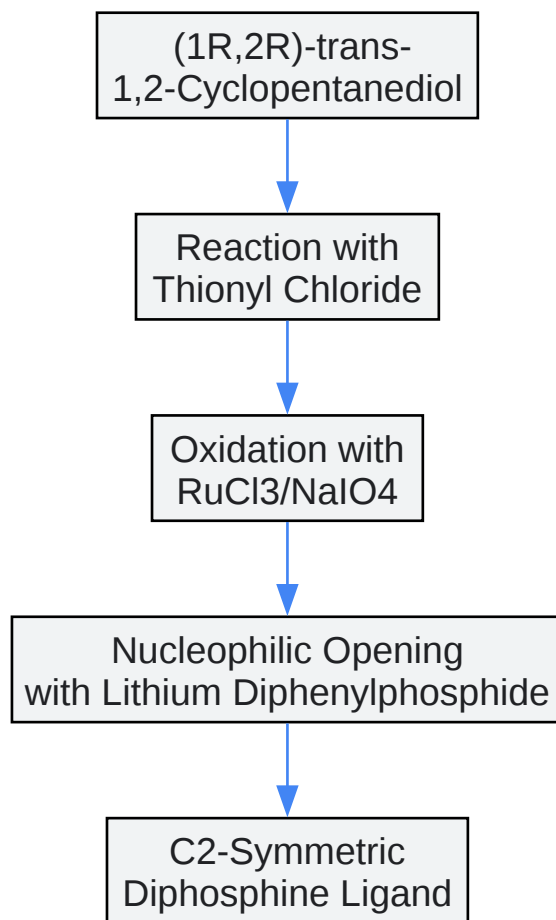 (1R,2R)-trans-
1,2-Cyclopentanediol
Reaction with
Thionyl Chloride
Oxidation with
RuCl3/NaIO4
Nucleophilic Opening
with Lithium Diphenylphosphide
C2-Symmetric
Diphosphine Ligand